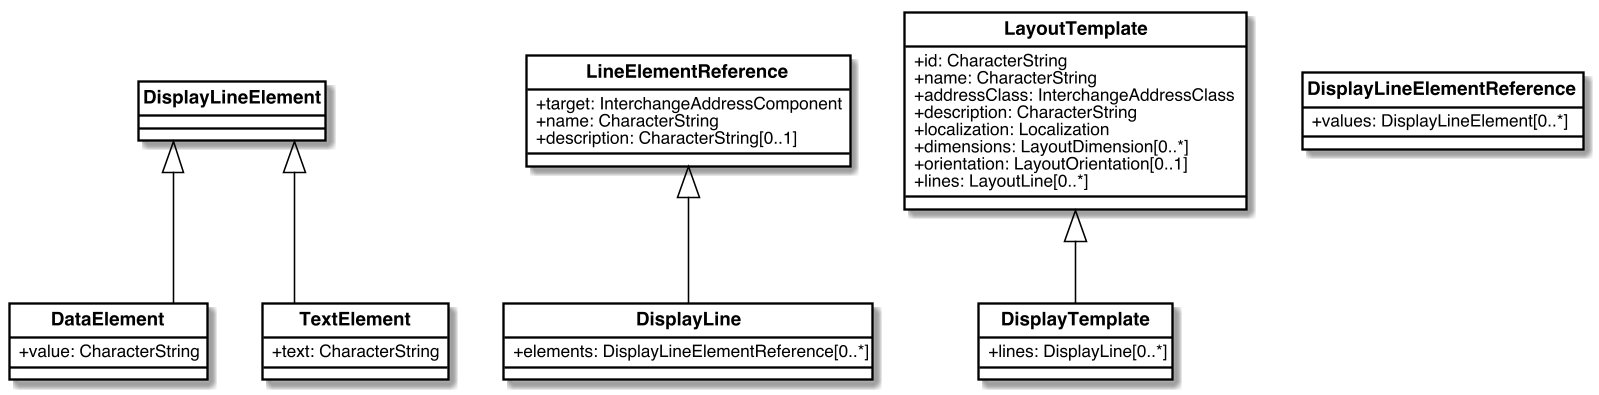 DisplayLineElement
DataElement
+value: CharacterString
TextElement
+text: CharacterString
LineElementReference
+target: InterchangeAddressComponent
+name: CharacterString
+description: CharacterString[0..1]
DisplayLine
+elements: DisplayLineElementReference[0..*]
LayoutTemplate
+id: CharacterString
+name: CharacterString
+addressClass: InterchangeAddressClass
+description: CharacterString
+localization: Localization
+dimensions: LayoutDimension[0..*]
+orientation: LayoutOrientation[0..1]
+lines: LayoutLine[0..*]
DisplayTemplate
+lines: DisplayLine[0..*]
DisplayLineElementReference
+values: DisplayLineElement[0..*]